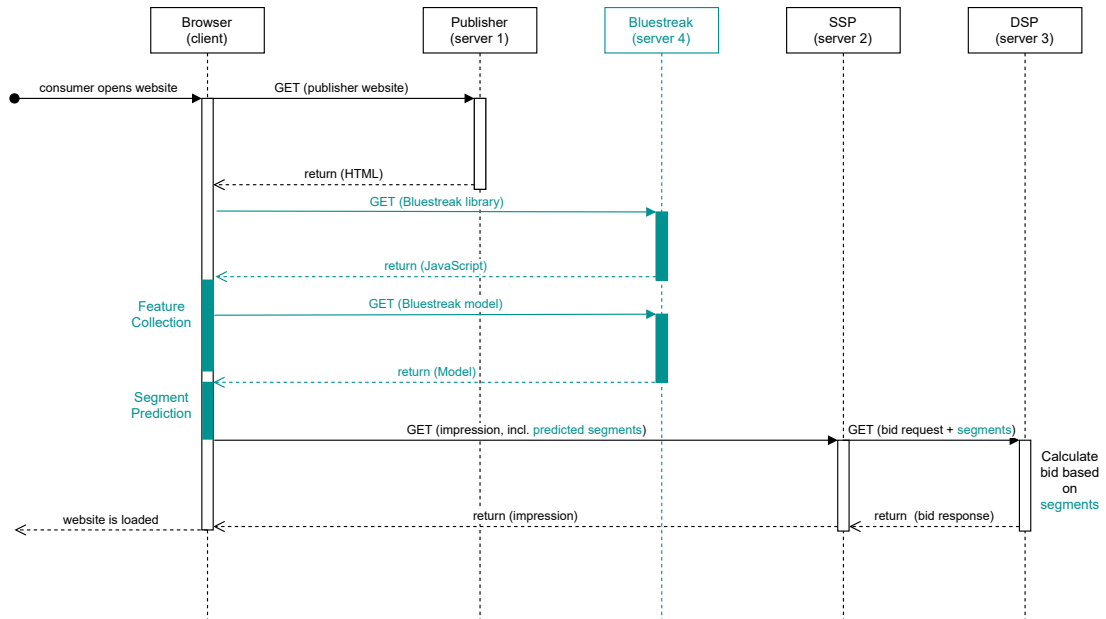 Browser
(client)
Publisher
(server 1)
Bluestreak
(server 4)
SSP
(server 2)
DSP
(server 3)
consumer opens website
GET (publisher website)
return (HTML)
GET (Bluestreak library)
return (JavaScript)
Feature
Collection
GET (Bluestreak model)
return (Model)
Segment
Prediction
GET (impression, incl. predicted segments)
GET (bid request + segments)
Calculate
bid based
on
segments
website is loaded
return (impression)
return  (bid response)